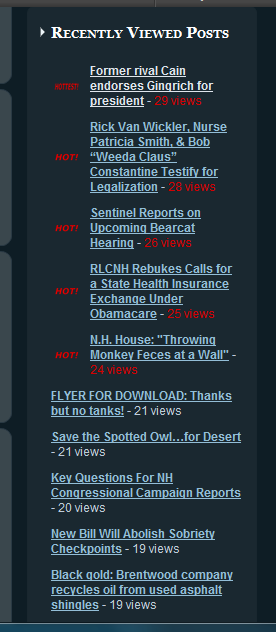 Recently Viewed Posts
HOTTEST!
Former rival Cain
endorses Gingrich for
president - 29 views
HOT!
Rick Van Wickler, Nurse
Patricia Smith, & Bob
“Weeda Claus”
Constantine Testify for
Legalization - 28 views
HOT!
Sentinel Reports on
Upcoming Bearcat
Hearing - 26 views
HOT!
RLCNH Rebukes Calls for
a State Health Insurance
Exchange Under
Obamacare - 25 views
HOT!
N.H. House: "Throwing
Monkey Feces at a Wall" -
24 views
FLYER FOR DOWNLOAD: Thanks
but no tanks! - 21 views
Save the Spotted Owl…for Desert
- 21 views
Key Questions For NH
Congressional Campaign Reports
- 20 views
New Bill Will Abolish Sobriety
Checkpoints - 19 views
Black gold: Brentwood company
recycles oil from used asphalt
shingles - 19 views